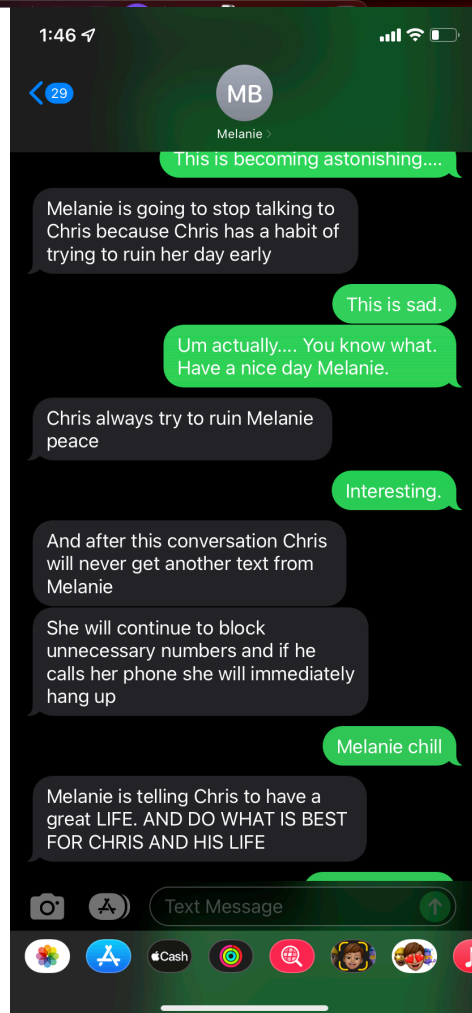 1:46
29
MB
Melanie
This is becoming astonishing....
Melanie is going to stop talking to
Chris because Chris has a habit of
trying to ruin her day early
This is sad.
Um actually.... You know what.
Have a nice day Melanie.
Chris always try to ruin Melanie
peace
Interesting.
And after this conversation Chris
will never get another text from
Melanie
She will continue to block
unnecessary numbers and if he
calls her phone she will immediately
hang up
Melanie chill
Melanie is telling Chris to have a
great LIFE. AND DO WHAT IS BEST
FOR CHRIS AND HIS LIFE
Text Message
Cash